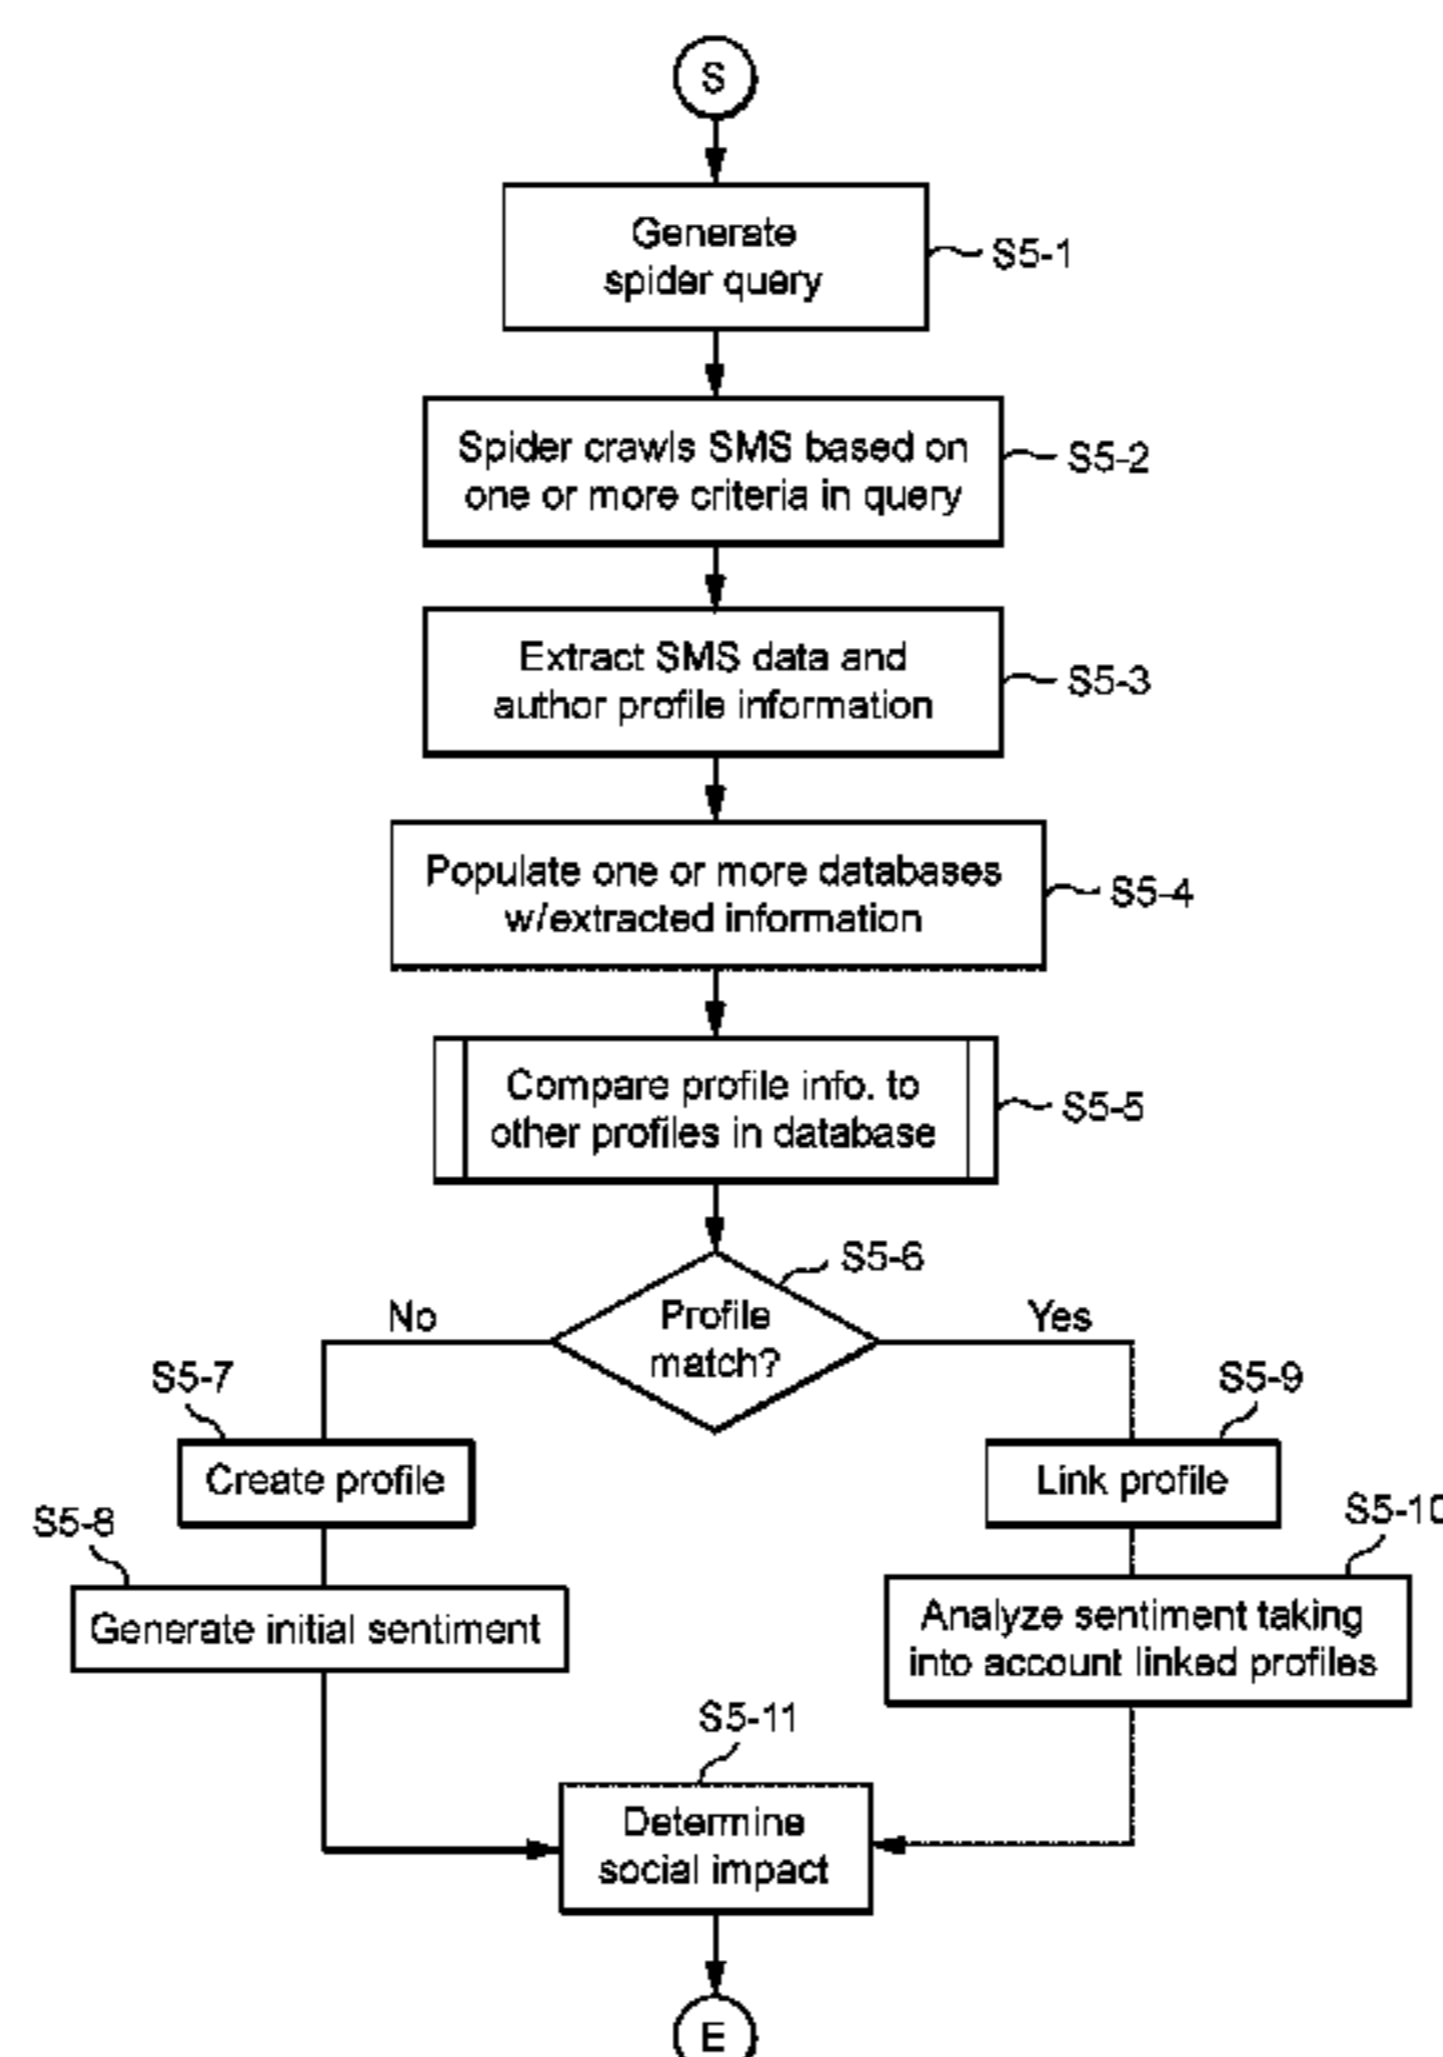 S
Generate
spider query
S5-1
Spider crawls SMS based on
one or more criteria in query
S5-2
Extract SMS data and
author profile information
S5-3
Populate one or more databases
w/extracted information
S5-4
Compare profile info. to
other profiles in database
S5-5
S5-6
Profile
match?
No
Yes
S5-7
Create profile
S5-9
Link profile
S5-8
Generate initial sentiment
S5-10
Analyze sentiment taking
into account linked profiles
S5-11
Determine
social impact
E